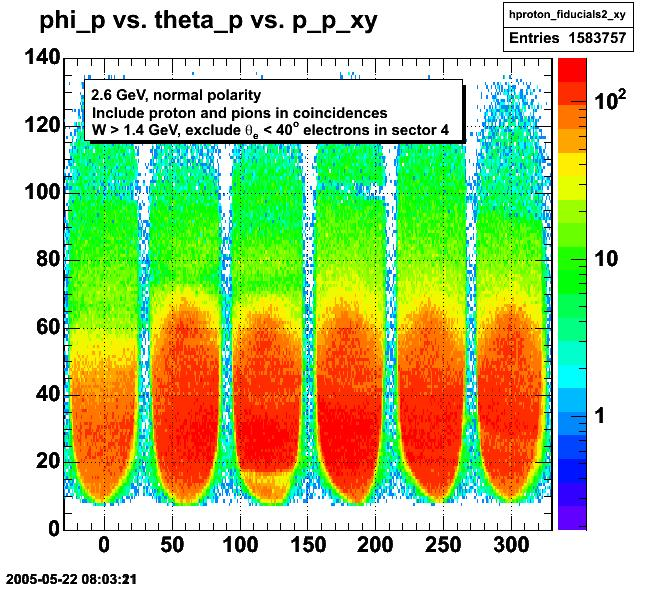 phi_p vs. theta_p vs. p_p_xy
hproton_fiducials2_xy
Entries 1583757
2.6 GeV, normal polarity
Include proton and pions in coincidences
W > 1.4 GeV, exclude θe < 40° electrons in sector 4
140
120
100
80
60
40
20
0
0 50 100 150 200 250 300
10²
10
1
2005-05-22 08:03:21